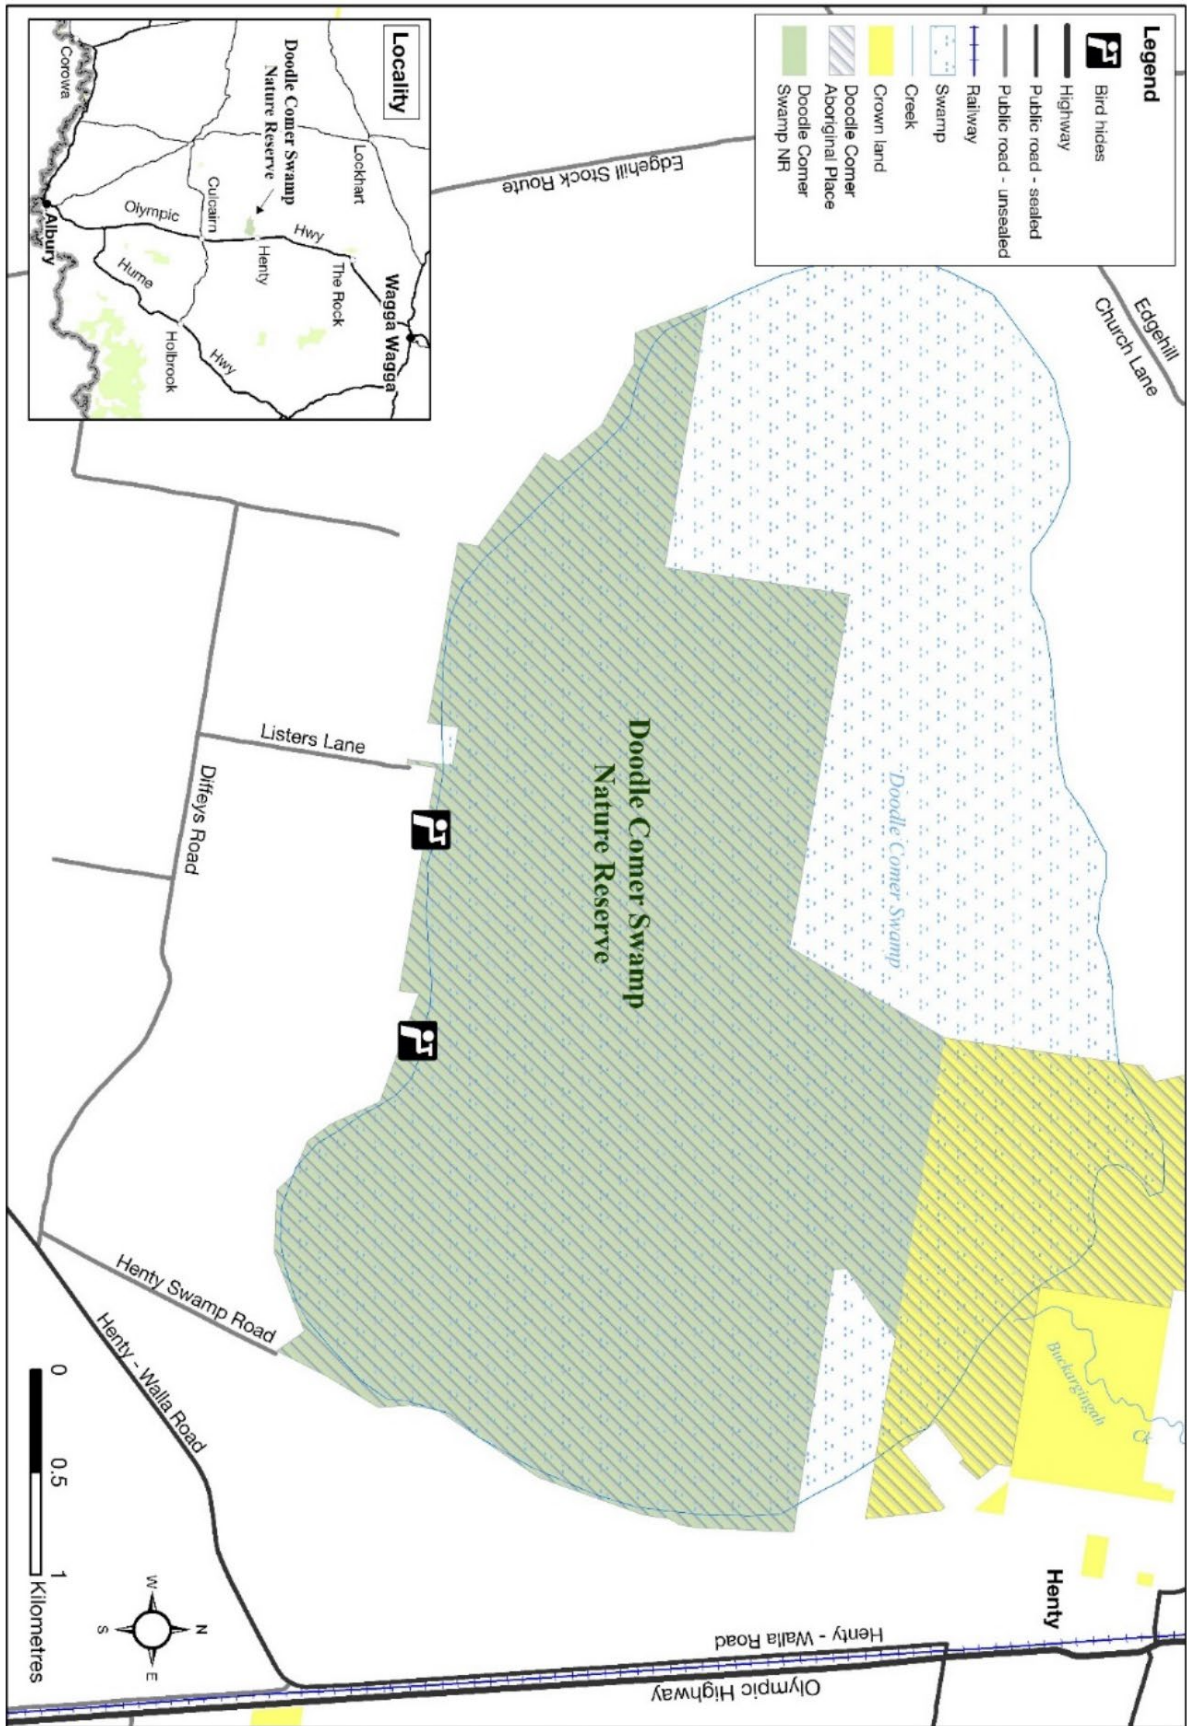 Legend
Bird hides
Highway
Public road - sealed
Public road - unsealed
Railway
Swamp
Creek
Crown land
Doodle Comer
Aboriginal Place
Doodle Comer
Swamp NR
Locality
Lockhart
Wagga Wagga
The Rock
Doodle Comer Swamp
Nature Reserve
Henty
Hwy
Olympic
Culcairn
Hume
Hwy
Holbrook
Corowa
Albury
Edgehill
Church Lane
Edgehill Stock Route
Doodle Comer Swamp
Doodle Comer Swamp
Nature Reserve
Listers Lane
Diffeys Road
Henty Swamp Road
Henty - Walla Road
Buckargingah
Ck
Henty
Henty - Walla Road
Olympic Highway
0 0.5 1
Kilometres
N
W
E
S